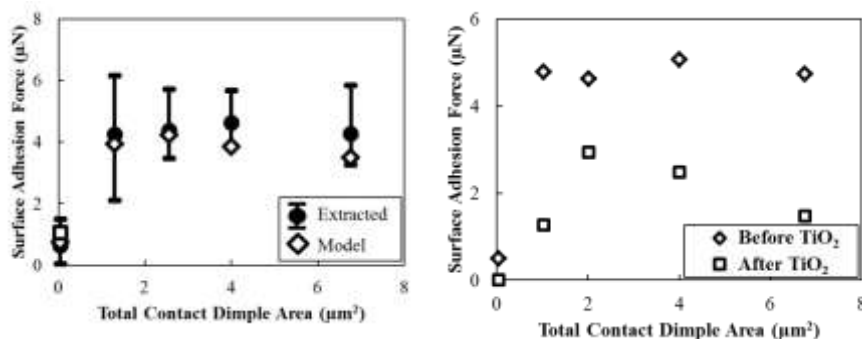 Surface Adhesion Force (µN)
8
6
4
2
0
0 2 4 6 8
Total Contact Dimple Area (µm²)
Extracted
Model
Surface Adhesion Force (µN)
6
4
2
0
0 2 4 6 8
Total Contact Dimple Area (µm²)
Before TiO₂
After TiO₂